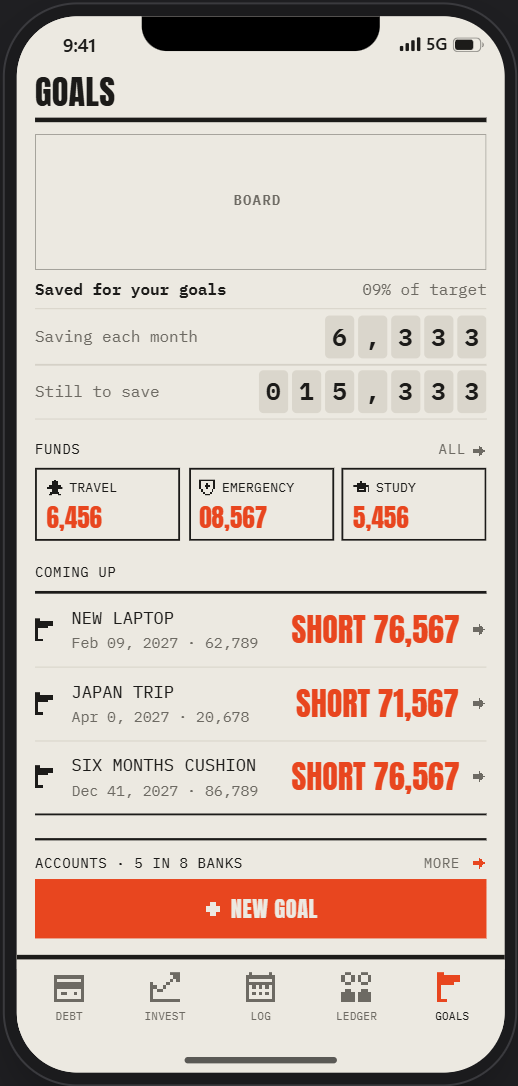 9:41
5G
GOALS
BOARD
Saved for your goals 09% of target
Saving each month 6,333
Still to save 015,333
FUNDS ALL
TRAVEL EMERGENCY STUDY
6,456 08,567 5,456
COMING UP
NEW LAPTOP
Feb 09, 2027 · 62,789
SHORT 76,567
JAPAN TRIP
Apr 0, 2027 · 20,678
SHORT 71,567
SIX MONTHS CUSHION
Dec 41, 2027 · 86,789
SHORT 76,567
ACCOUNTS · 5 IN 8 BANKS MORE
NEW GOAL
DEBT INVEST LOG LEDGER GOALS